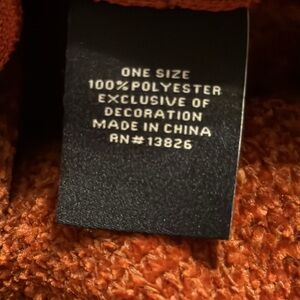 ONE SIZE
100% POLYESTER
EXCLUSIVE OF
DECORATION
MADE IN CHINA
RN#13826